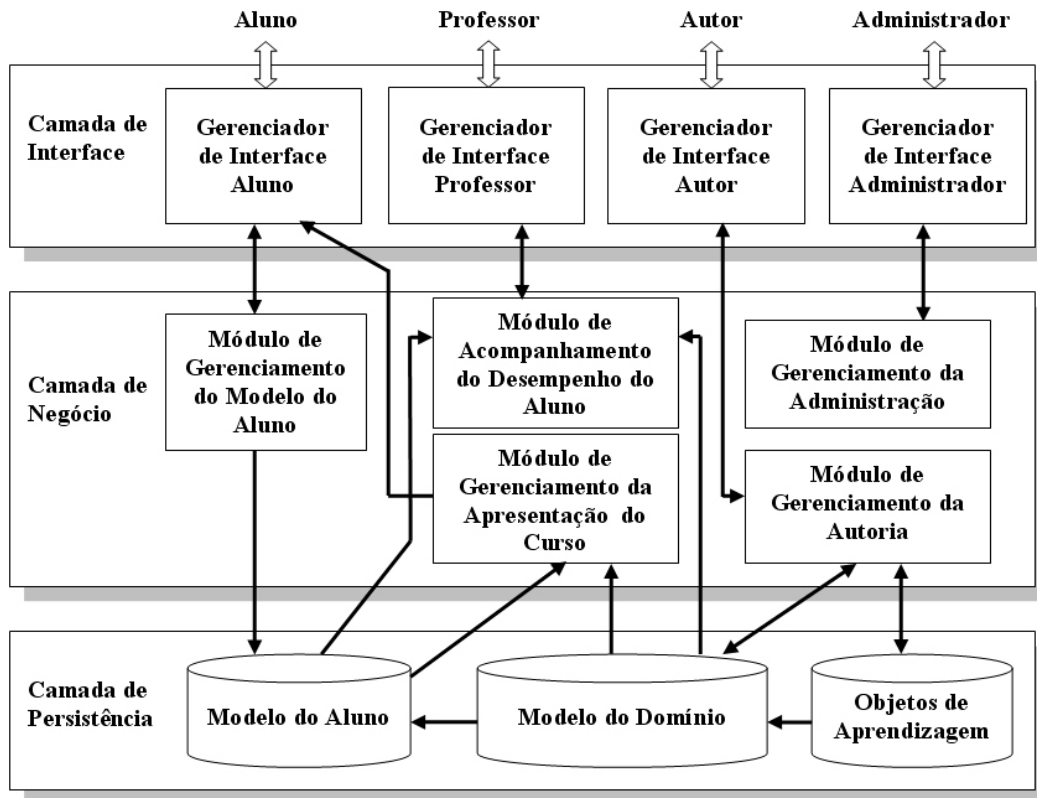 Aluno
Professor
Autor
Administrador
Camada de
Interface
Gerenciador
de Interface
Aluno
Gerenciador
de Interface
Professor
Gerenciador
de Interface
Autor
Gerenciador
de Interface
Administrador
Camada de
Negócio
Módulo de
Gerenciamento
do Modelo do
Aluno
Módulo de
Acompanhamento
do Desempenho do
Aluno
Módulo de
Gerenciamento da
Administração
Módulo de
Gerenciamento da
Apresentação do
Curso
Módulo de
Gerenciamento da
Autoria
Camada de
Persistência
Modelo do Aluno
Modelo do Domínio
Objetos de
Aprendizagem